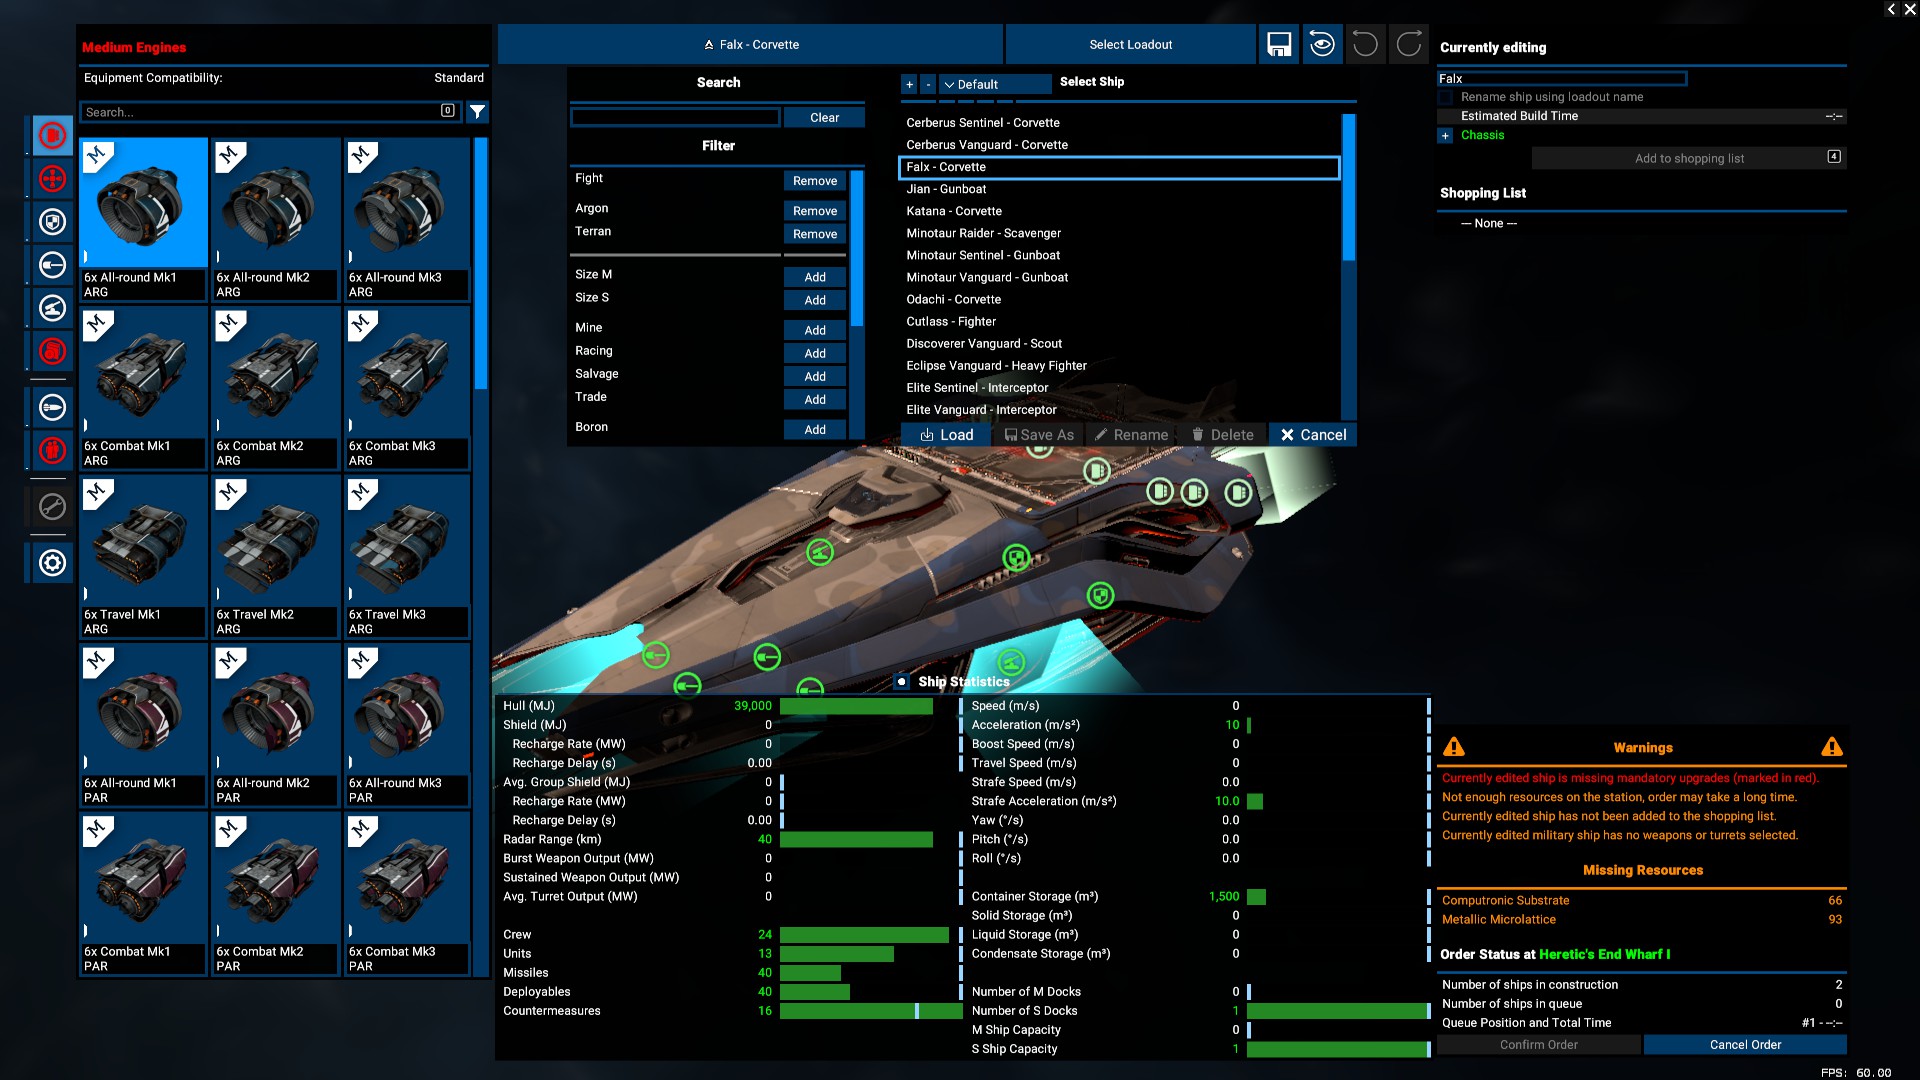 Medium Engines
Equipment Compatibility: Standard
Search... 0
M
M
M
6x All-round Mk1
ARG
6x All-round Mk2
ARG
6x All-round Mk3
ARG
M
M
M
6x Combat Mk1
ARG
6x Combat Mk2
ARG
6x Combat Mk3
ARG
M
M
M
6x Travel Mk1
ARG
6x Travel Mk2
ARG
6x Travel Mk3
ARG
M
M
M
6x All-round Mk1
PAR
6x All-round Mk2
PAR
6x All-round Mk3
PAR
M
M
M
6x Combat Mk1
PAR
6x Combat Mk2
PAR
6x Combat Mk3
PAR
Falx - Corvette
Select Loadout
Search
Clear
Filter
Fight Remove
Argon Remove
Terran Remove
Size M Add
Size S Add
Mine Add
Racing Add
Salvage Add
Trade Add
Boron Add
+ - Default
Select Ship
Cerberus Sentinel - Corvette
Cerberus Vanguard - Corvette
Falx - Corvette
Jian - Gunboat
Katana - Corvette
Minotaur Raider - Scavenger
Minotaur Sentinel - Gunboat
Minotaur Vanguard - Gunboat
Odachi - Corvette
Cutlass - Fighter
Discoverer Vanguard - Scout
Eclipse Vanguard - Heavy Fighter
Elite Sentinel - Interceptor
Elite Vanguard - Interceptor
Load Save As Rename Delete Cancel
Ship Statistics
Hull (MJ) 39,000
Shield (MJ) 0
Recharge Rate (MW) 0
Recharge Delay (s) 0.00
Avg. Group Shield (MJ) 0
Recharge Rate (MW) 0
Recharge Delay (s) 0.00
Radar Range (km) 40
Burst Weapon Output (MW) 0
Sustained Weapon Output (MW) 0
Avg. Turret Output (MW) 0
Crew 24
Units 13
Missiles 40
Deployables 40
Countermeasures 16
Speed (m/s) 0
Acceleration (m/s²) 10
Boost Speed (m/s) 0
Travel Speed (m/s) 0
Strafe Speed (m/s) 0.0
Strafe Acceleration (m/s²) 10.0
Yaw (°/s) 0.0
Pitch (°/s) 0.0
Roll (°/s) 0.0
Container Storage (m³) 1,500
Solid Storage (m³) 0
Liquid Storage (m³) 0
Condensate Storage (m³) 0
Number of M Docks 0
Number of S Docks 1
M Ship Capacity 0
S Ship Capacity 1
Currently editing
Falx
Rename ship using loadout name
Estimated Build Time --:--
+ Chassis
Add to shopping list 4
Shopping List
--- None ---
Warnings
Currently edited ship is missing mandatory upgrades (marked in red).
Not enough resources on the station, order may take a long time.
Currently edited ship has not been added to the shopping list.
Currently edited military ship has no weapons or turrets selected.
Missing Resources
Computronic Substrate 66
Metallic Microlattice 93
Order Status at Heretic's End Wharf I
Number of ships in construction 2
Number of ships in queue 0
Queue Position and Total Time #1 - --:--
Confirm Order Cancel Order
FPS: 60.00